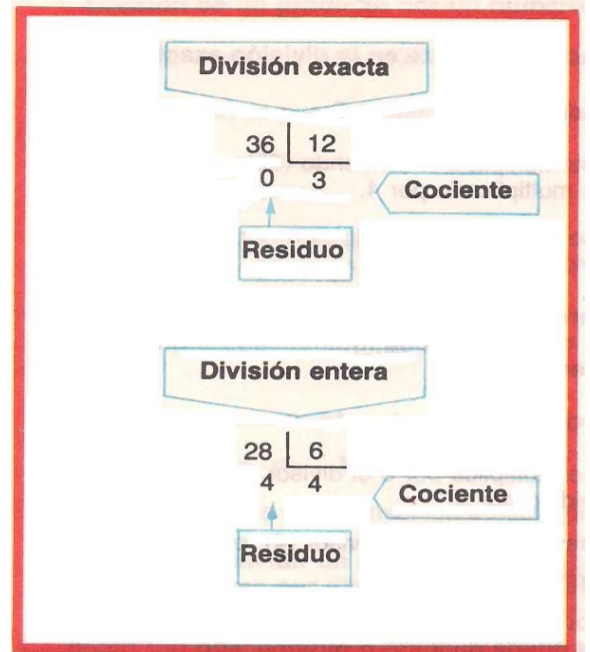 División exacta
36 12
0 3
Cociente
Residuo
División entera
28 6
4 4
Cociente
Residuo